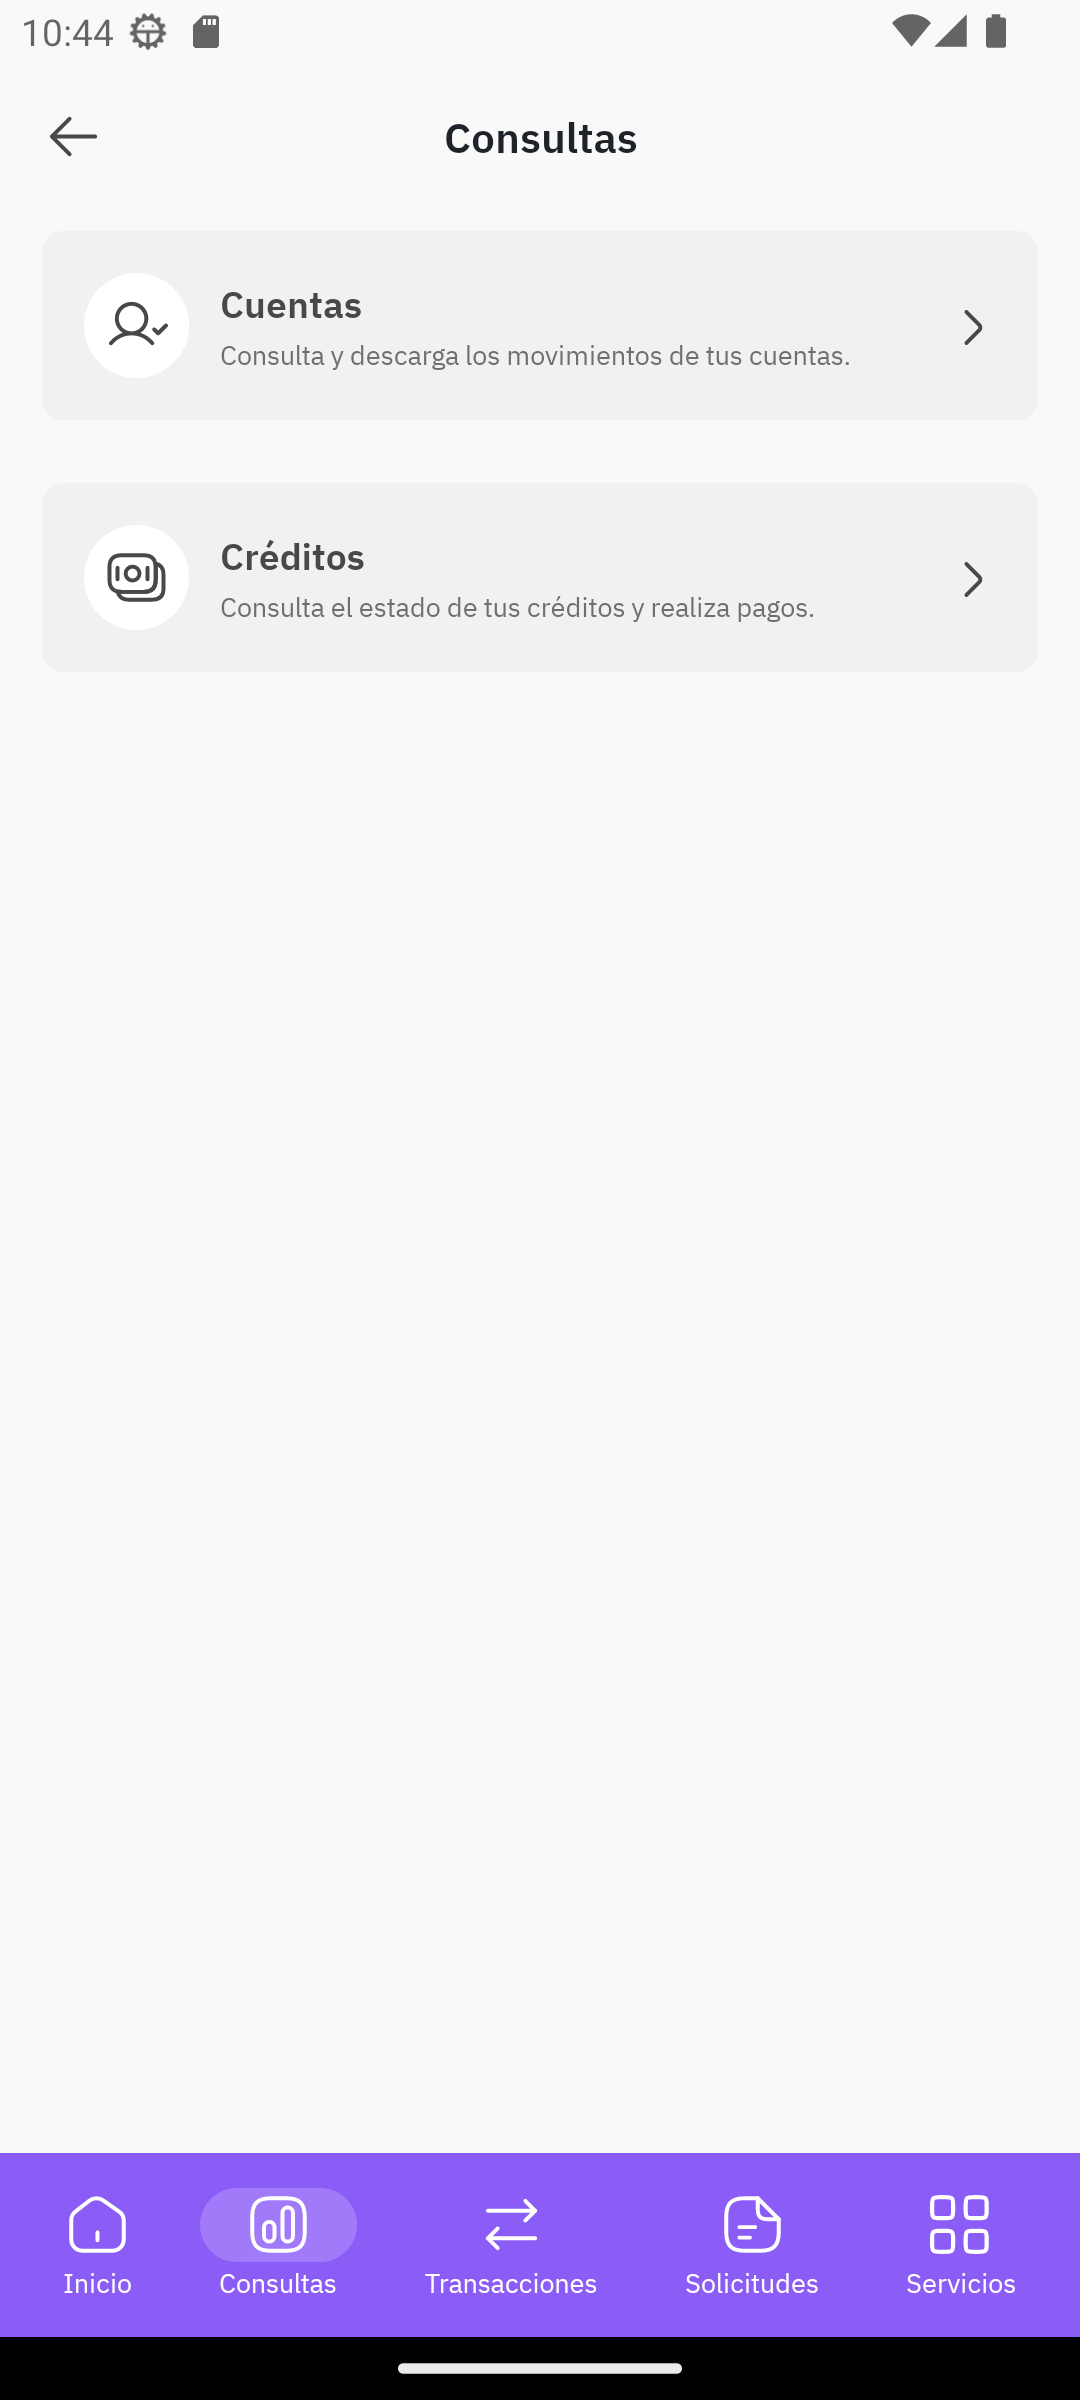 10:44
Consultas
Cuentas
Consulta y descarga los movimientos de tus cuentas.
Créditos
Consulta el estado de tus créditos y realiza pagos.
Inicio
Consultas
Transacciones
Solicitudes
Servicios